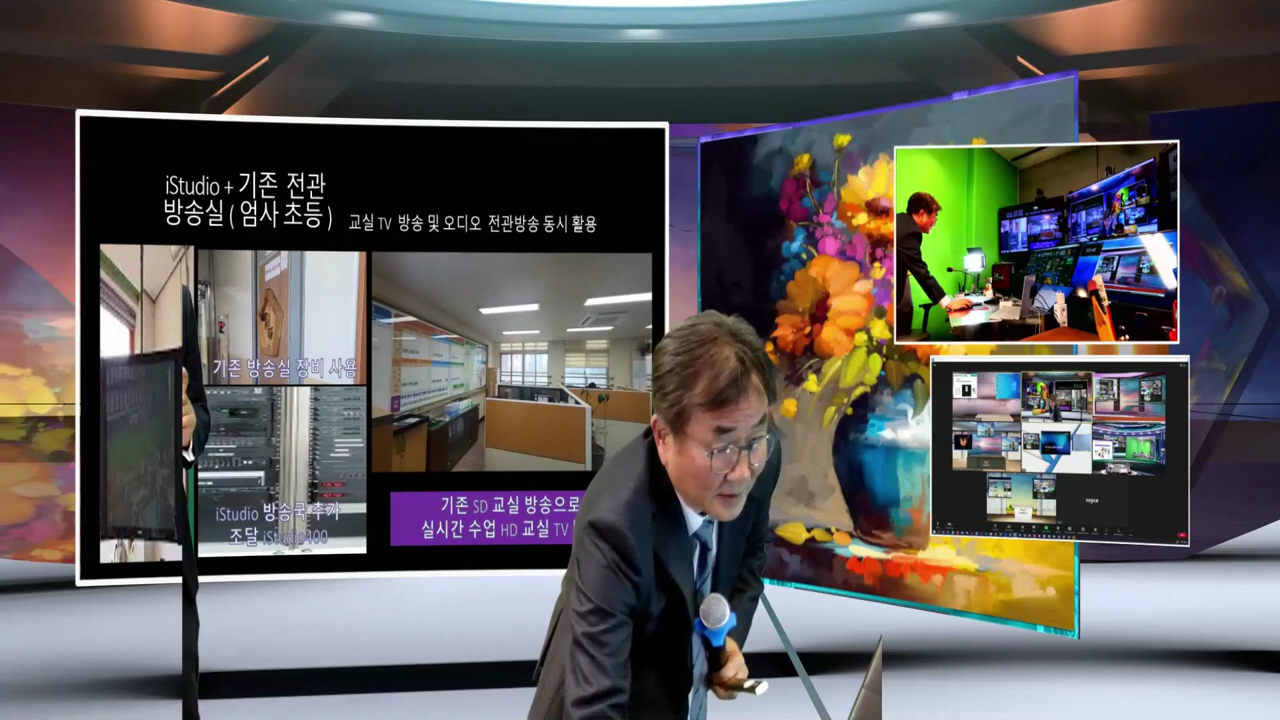 iStudio + 기존 전관
방송실 ( 엄사 초등 )
교실 TV 방송 및 오디오 전관방송 동시 활용
기존 방송실 장비 사용
iStudio 방송국 추가
조달 iStudio400
기존 SD 교실 방송으로
실시간 수업 HD 교실 TV
royce